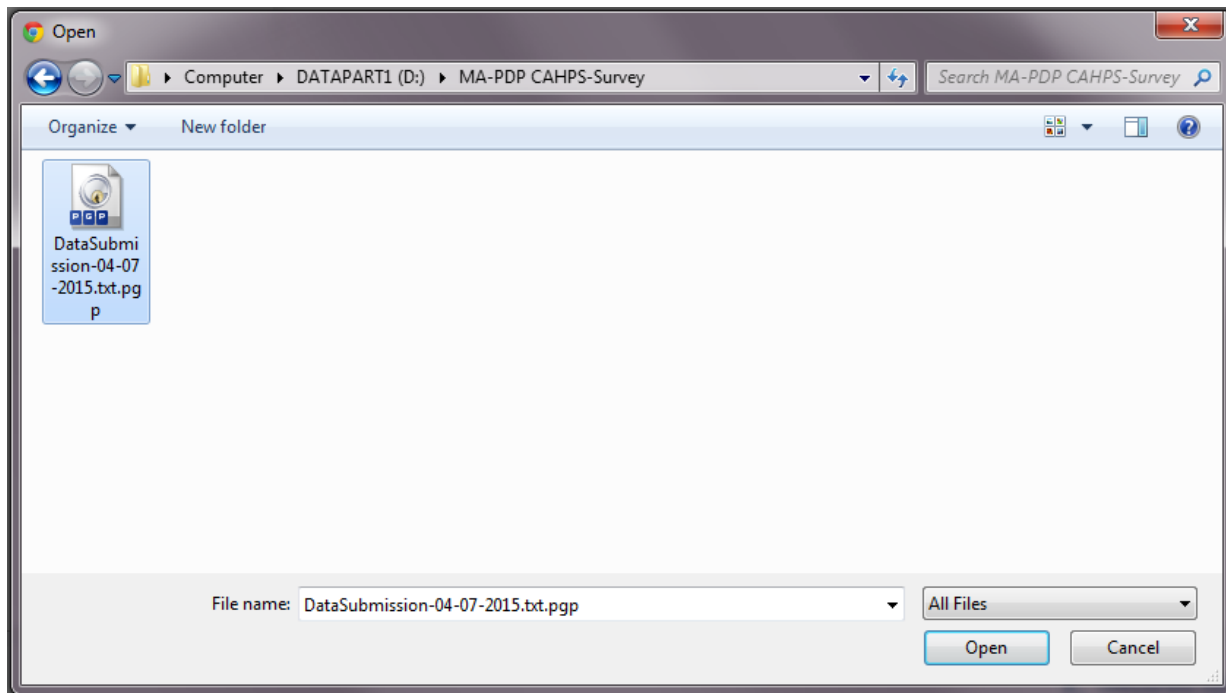 Open
Computer DATAPART1 (D:) MA-PDP CAHPS-Survey
Search MA-PDP CAHPS-Survey
Organize New folder
PGP
DataSubmi
ssion-04-07
-2015.txt.pg
p
File name: DataSubmission-04-07-2015.txt.pgp All Files
Open Cancel